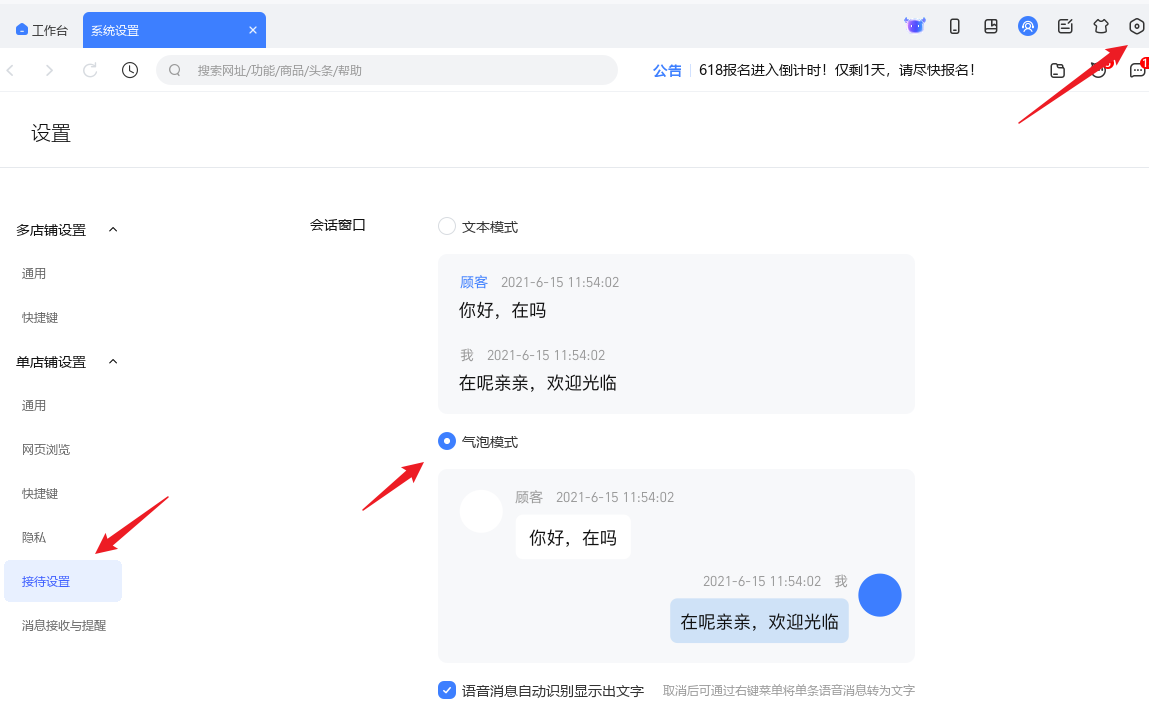 工作台
系统设置
搜索网址/功能/商品/头条/帮助
公告 618报名进入倒计时！仅剩1天，请尽快报名！
1
设置
多店铺设置
通用
快捷键
单店铺设置
通用
网页浏览
快捷键
隐私
接待设置
消息接收与提醒
会话窗口
文本模式
顾客 2021-6-15 11:54:02
你好，在吗
我 2021-6-15 11:54:02
在呢亲亲，欢迎光临
气泡模式
顾客 2021-6-15 11:54:02
你好，在吗
2021-6-15 11:54:02 我
在呢亲亲，欢迎光临
语音消息自动识别显示出文字 取消后可通过右键菜单将单条语音消息转为文字